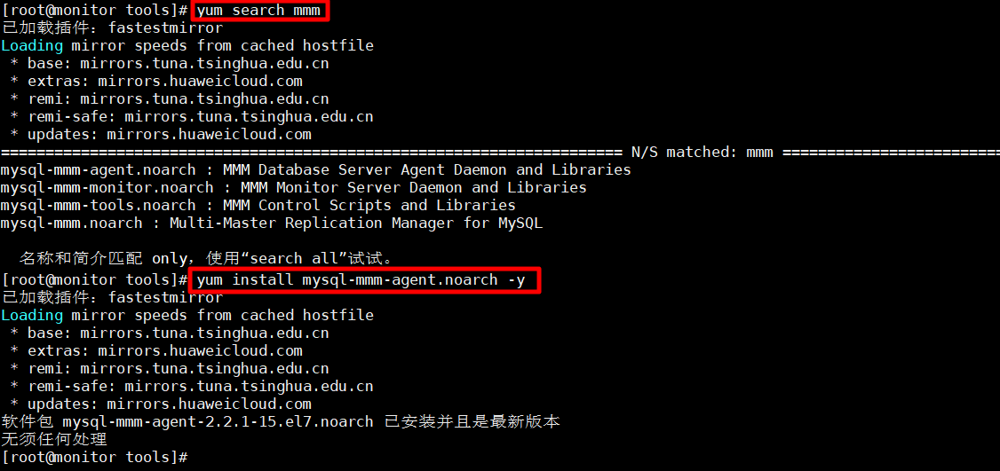 [root@monitor tools]# yum search mmm
已加载插件：fastestmirror
Loading mirror speeds from cached hostfile
 * base: mirrors.tuna.tsinghua.edu.cn
 * extras: mirrors.huaweicloud.com
 * remi: mirrors.tuna.tsinghua.edu.cn
 * remi-safe: mirrors.tuna.tsinghua.edu.cn
 * updates: mirrors.huaweicloud.com
====================================================================== N/S matched: mmm =========================
mysql-mmm-agent.noarch : MMM Database Server Agent Daemon and Libraries
mysql-mmm-monitor.noarch : MMM Monitor Server Daemon and Libraries
mysql-mmm-tools.noarch : MMM Control Scripts and Libraries
mysql-mmm.noarch : Multi-Master Replication Manager for MySQL
  名称和简介匹配 only，使用“search all”试试。
[root@monitor tools]# yum install mysql-mmm-agent.noarch -y
已加载插件：fastestmirror
Loading mirror speeds from cached hostfile
 * base: mirrors.tuna.tsinghua.edu.cn
 * extras: mirrors.huaweicloud.com
 * remi: mirrors.tuna.tsinghua.edu.cn
 * remi-safe: mirrors.tuna.tsinghua.edu.cn
 * updates: mirrors.huaweicloud.com
软件包 mysql-mmm-agent-2.2.1-15.el7.noarch 已安装并且是最新版本
无须任何处理
[root@monitor tools]#